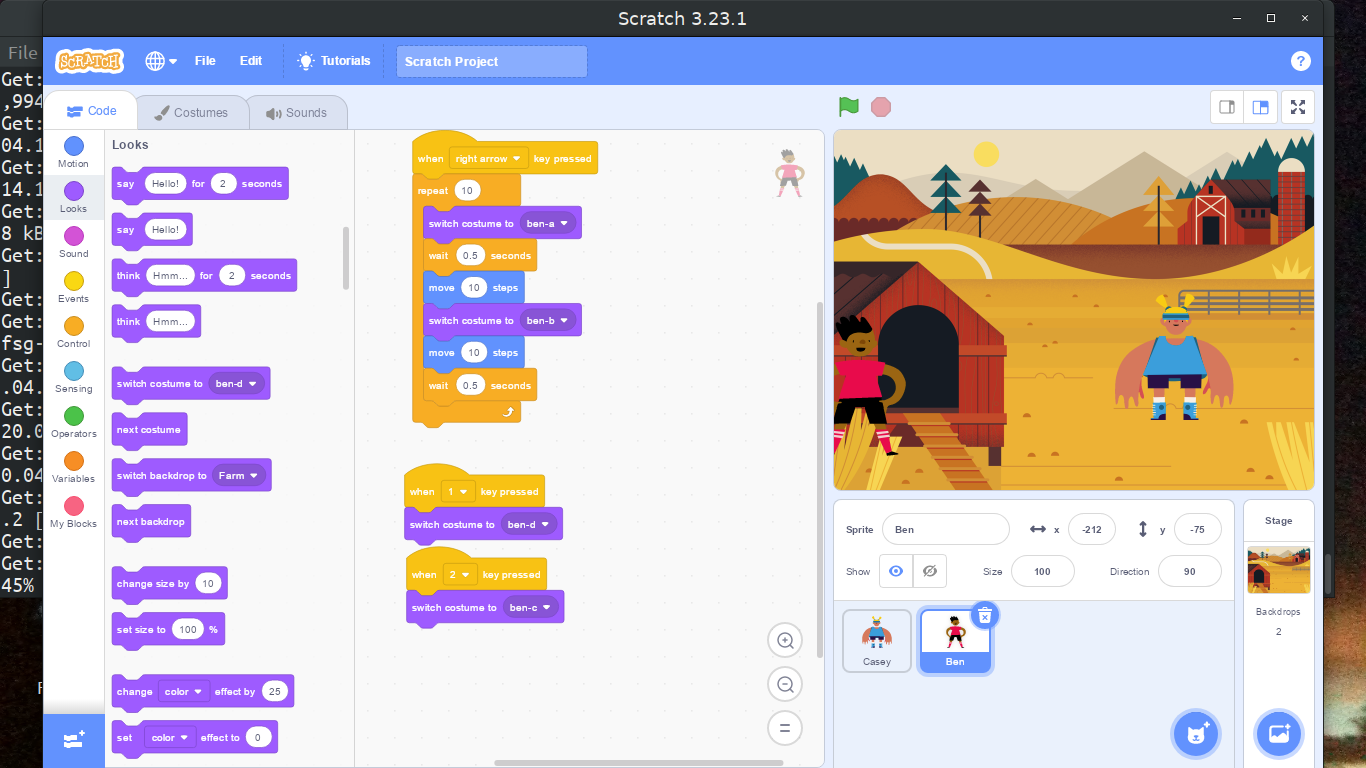 Scratch 3.23.1
File
SCRATCH
File
Edit
Tutorials
Scratch Project
?
Code
Costumes
Sounds
Motion
Looks
Sound
Events
Control
Sensing
Operators
Variables
My Blocks
Looks
say Hello! for 2 seconds
say Hello!
think Hmm... for 2 seconds
think Hmm...
switch costume to ben-d
next costume
switch backdrop to Farm
next backdrop
change size by 10
set size to 100 %
change color effect by 25
set color effect to 0
when right arrow key pressed
repeat 10
switch costume to ben-a
wait 0.5 seconds
move 10 steps
switch costume to ben-b
move 10 steps
wait 0.5 seconds
when 1 key pressed
switch costume to ben-d
when 2 key pressed
switch costume to ben-c
Sprite Ben x -212 y -75
Show Size 100 Direction 90
Casey
Ben
Stage
Backdrops
2
Get:
,994
Get:
04.1
Get:
14.1
Get:
8 kB
Get:
]
Get:
Get:
fsg-
Get:
.04.
Get:
20.0
Get:
0.04
Get:
.2 [
Get:
Get:
45%